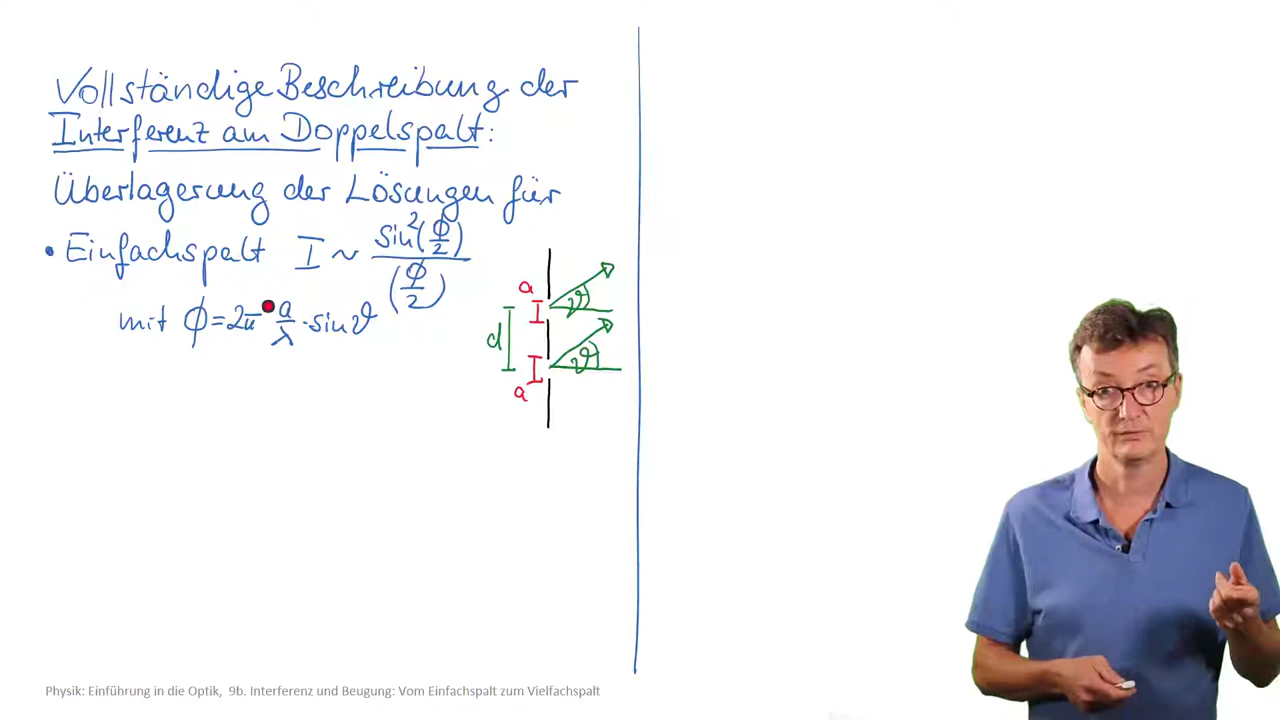 Vollständige Beschreibung der
Interferenz am Doppelspalt:
Überlagerung der Lösungen für
• Einfachspalt I ~ sin²(ϕ/2) / (ϕ/2)
mit ϕ = 2π a/λ · sin ϑ
a
ϑ
d
ϑ
a
Physik: Einführung in die Optik, 9b. Interferenz und Beugung: Vom Einfachspalt zum Vielfachspalt